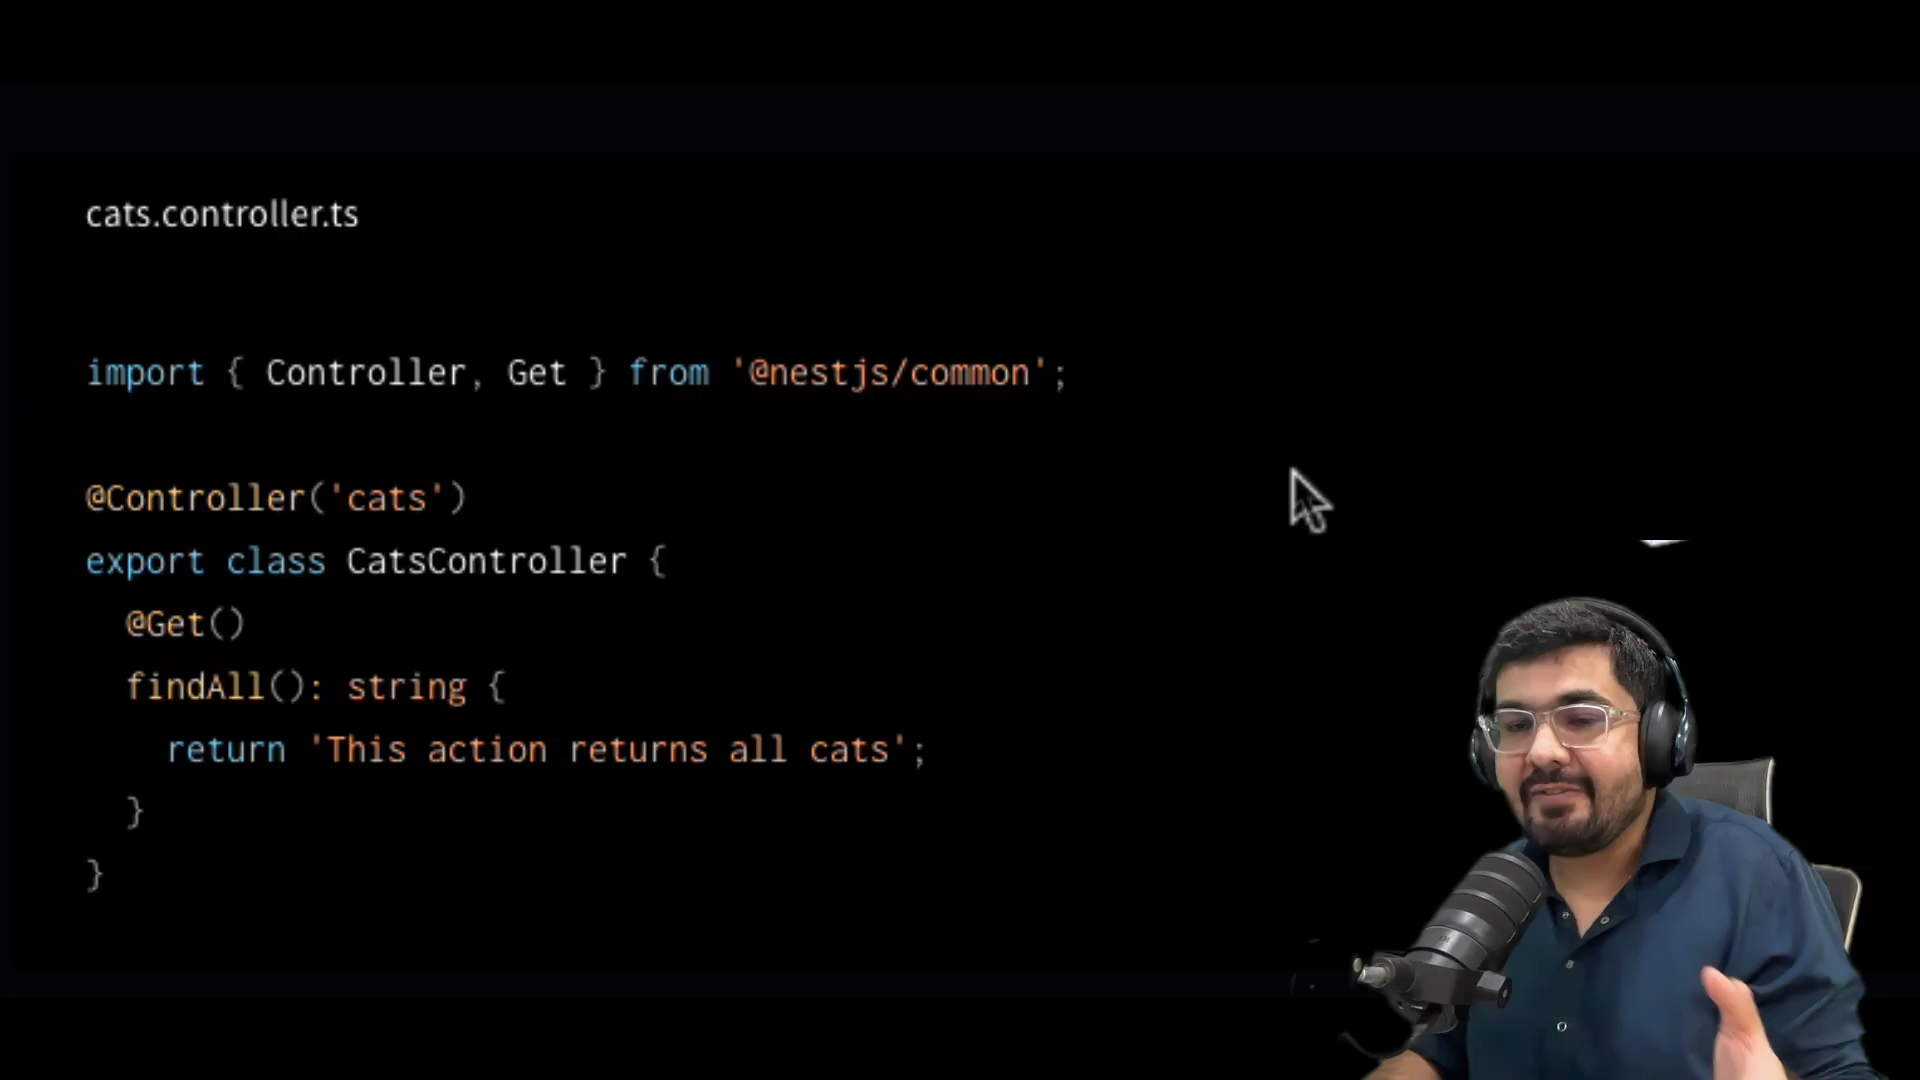 cats.controller.ts
import { Controller, Get } from '@nestjs/common';
@Controller('cats')
export class CatsController {
  @Get()
  findAll(): string {
    return 'This action returns all cats';
  }
}